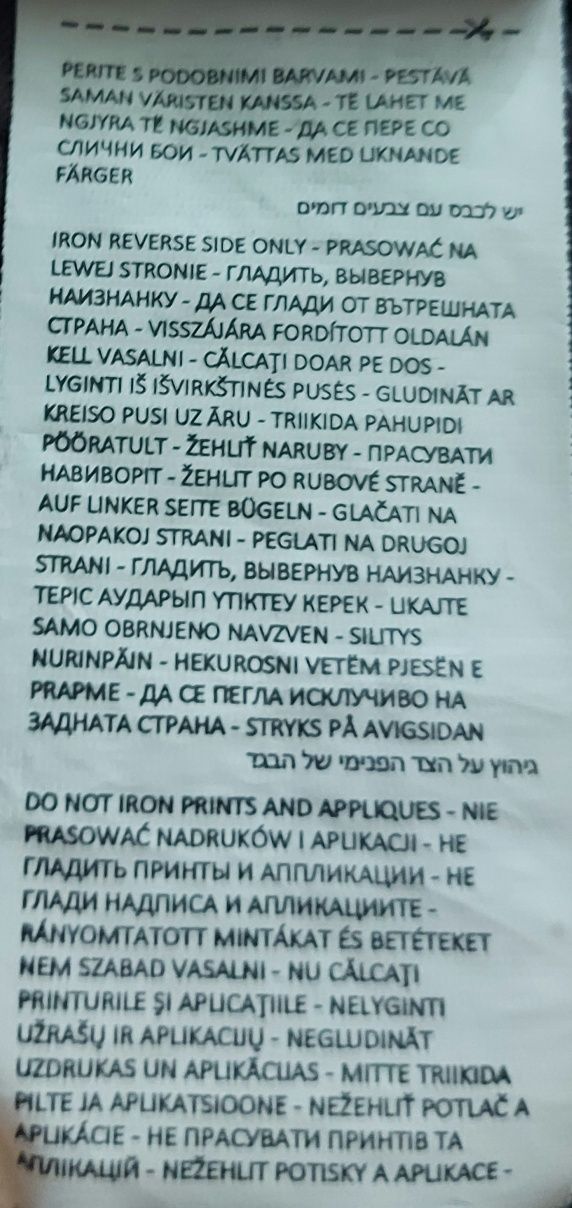 PERITE S PODOBNIMI BARVAMI - PESTÄVÄ
SAMAN VÄRISTEN KANSSA - TË LAHET ME
NGJYRA TË NGJASHME - ДА СЕ ПЕРЕ СО
СЛИЧНИ БОИ - TVÄTTAS MED LIKNANDE
FÄRGER
יש לכבס עם צבעים דומים
IRON REVERSE SIDE ONLY - PRASOWAĆ NA
LEWEJ STRONIE - ГЛАДИТЬ, ВЫВЕРНУВ
НАИЗНАНКУ - ДА СЕ ГЛАДИ ОТ ВЪТРЕШНАТА
СТРАНА - VISSZÁJÁRA FORDÍTOTT OLDALÁN
KELL VASALNI - CĂLCAŢI DOAR PE DOS -
LYGINTI IŠ IŠVIRKŠTINĖS PUSĖS - GLUDINĀT AR
KREISO PUSI UZ ĀRU - TRIIKIDA PAHUPIDI
PÖÖRATULT - ŽEHLIŤ NARUBY - ПРАСУВАТИ
НАВИВОРІТ - ŽEHLIT PO RUBOVÉ STRANĚ -
AUF LINKER SEITE BÜGELN - GLAČATI NA
NAOPAKOJ STRANI - PEGLATI NA DRUGOJ
STRANI - ГЛАДИТЬ, ВЫВЕРНУВ НАИЗНАНКУ -
ТЕРІС АУДАРЫП ҮТІКТЕУ КЕРЕК - LIKAJTE
SAMO OBRNJENO NAVZVEN - SILITYS
NURINPÄIN - HEKUROSNI VETËM PJESËN E
PRAPME - ДА СЕ ПЕГЛА ИСКЛУЧИВО НА
ЗАДНАТА СТРАНА - STRYKS PÅ AVIGSIDAN
גיהוץ על הצד הפנימי של הבגד
DO NOT IRON PRINTS AND APPLIQUES - NIE
PRASOWAĆ NADRUKÓW I APLIKACJI - НЕ
ГЛАДИТЬ ПРИНТЫ И АППЛИКАЦИИ - НЕ
ГЛАДИ НАДПИСА И АПЛИКАЦИИТЕ -
RÁNYOMTATOTT MINTÁKAT ÉS BETÉTEKET
NEM SZABAD VASALNI - NU CĂLCAŢI
PRINTURILE ŞI APLICAŢIILE - NELYGINTI
UŽRAŠŲ IR APLIKACIJŲ - NEGLUDINĀT
UZDRUKAS UN APLIKĀCIJAS - MITTE TRIIKIDA
PILTE JA APLIKATSIOONE - NEŽEHLIŤ POTLAČ A
APLIKÁCIE - НЕ ПРАСУВАТИ ПРИНТІВ ТА
АПЛІКАЦІЙ - NEŽEHLIT POTISKY A APLIKACE -